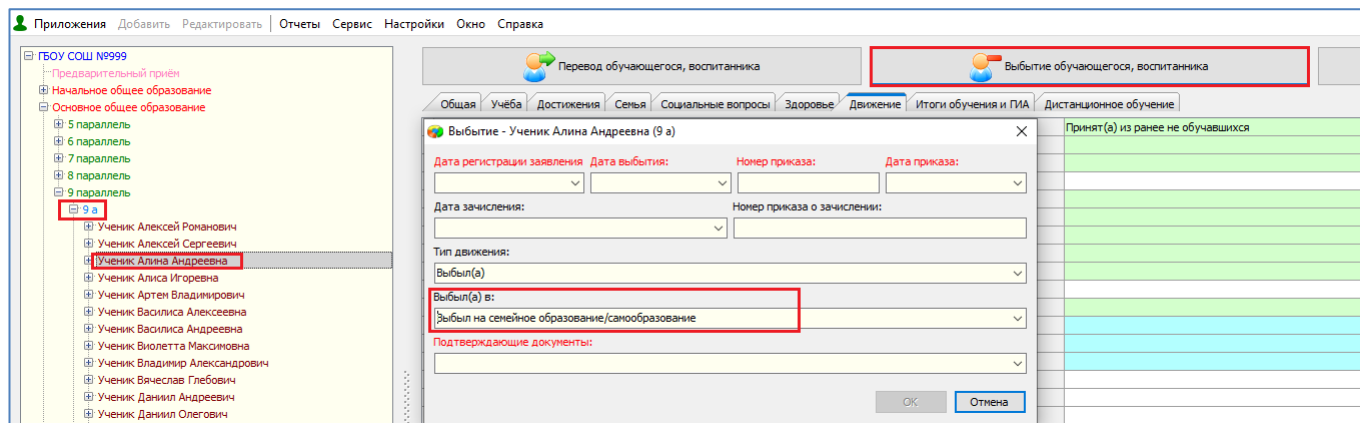 Приложения Добавить Редактировать Отчеты Сервис Настройки Окно Справка
ГБОУ СОШ №999
Предварительный приём
Начальное общее образование
Основное общее образование
5 параллель
6 параллель
7 параллель
8 параллель
9 параллель
9 а
Ученик Алексей Романович
Ученик Алексей Сергеевич
Ученик Алина Андреевна
Ученик Алиса Игоревна
Ученик Артем Владимирович
Ученик Василиса Алексеевна
Ученик Василиса Андреевна
Ученик Виолетта Максимовна
Ученик Владимир Александрович
Ученик Вячеслав Глебович
Ученик Даниил Андреевич
Ученик Даниил Олегович
Перевод обучающегося, воспитанника
Выбытие обучающегося, воспитанника
Общая Учёба Достижения Семья Социальные вопросы Здоровье Движение Итоги обучения и ГИА Дистанционное обучение
Принят(а) из ранее не обучавшихся
Выбытие - Ученик Алина Андреевна (9 а)
Дата регистрации заявления Дата выбытия: Номер приказа: Дата приказа:
Дата зачисления: Номер приказа о зачислении:
Тип движения:
Выбыл(а)
Выбыл(а) в:
Выбыл на семейное образование/самообразование
Подтверждающие документы:
ОК Отмена